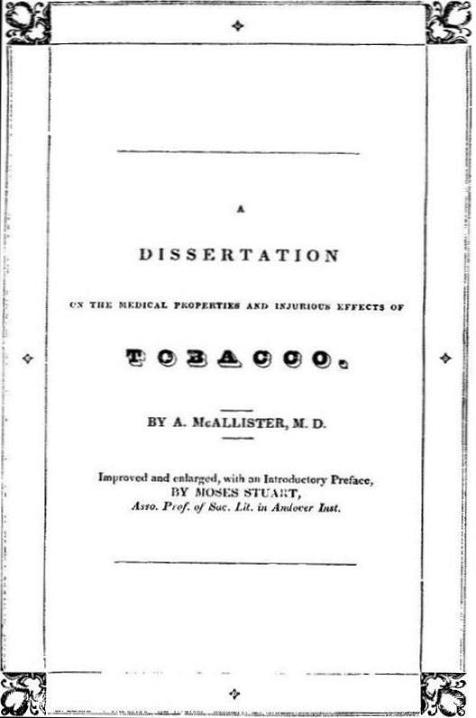 A
DISSERTATION
ON THE MEDICAL PROPERTIES AND INJURIOUS EFFECTS OF
TOBACCO.
BY A. McALLISTER, M. D.
Improved and enlarged, with an Introductory Preface,
BY MOSES STUART,
Asso. Prof. of Sac. Lit. in Andover Inst.